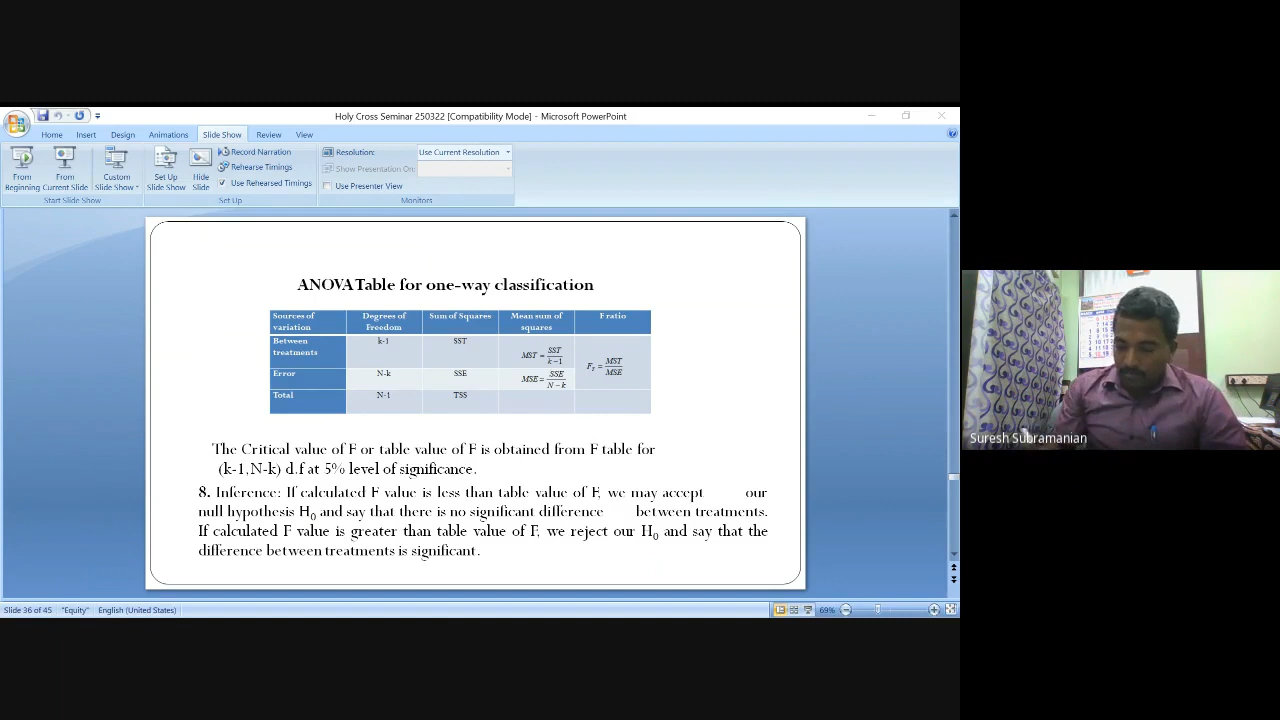 Holy Cross Seminar 250322 [Compatibility Mode] - Microsoft PowerPoint
Home Insert Design Animations Slide Show Review View
From Beginning
From Current Slide
Custom Slide Show
Start Slide Show
Set Up Slide Show
Hide Slide
Record Narration
Rehearse Timings
Use Rehearsed Timings
Set Up
Resolution: Use Current Resolution
Show Presentation On:
Use Presenter View
Monitors
ANOVA Table for one-way classification
Sources of variation Degrees of Freedom Sum of Squares Mean sum of squares F ratio
Between treatments k-1 SST MST = SST / k−1 F_T = MST / MSE
Error N-k SSE MSE = SSE / N−k
Total N-1 TSS
The Critical value of F or table value of F is obtained from F table for
(k-1,N-k) d.f at 5% level of significance.
8. Inference: If calculated F value is less than table value of F, we may accept our
null hypothesis H0 and say that there is no significant difference between treatments.
If calculated F value is greater than table value of F, we reject our H0 and say that the
difference between treatments is significant.
Slide 36 of 45 "Equity" English (United States) 69%
Suresh Subramanian